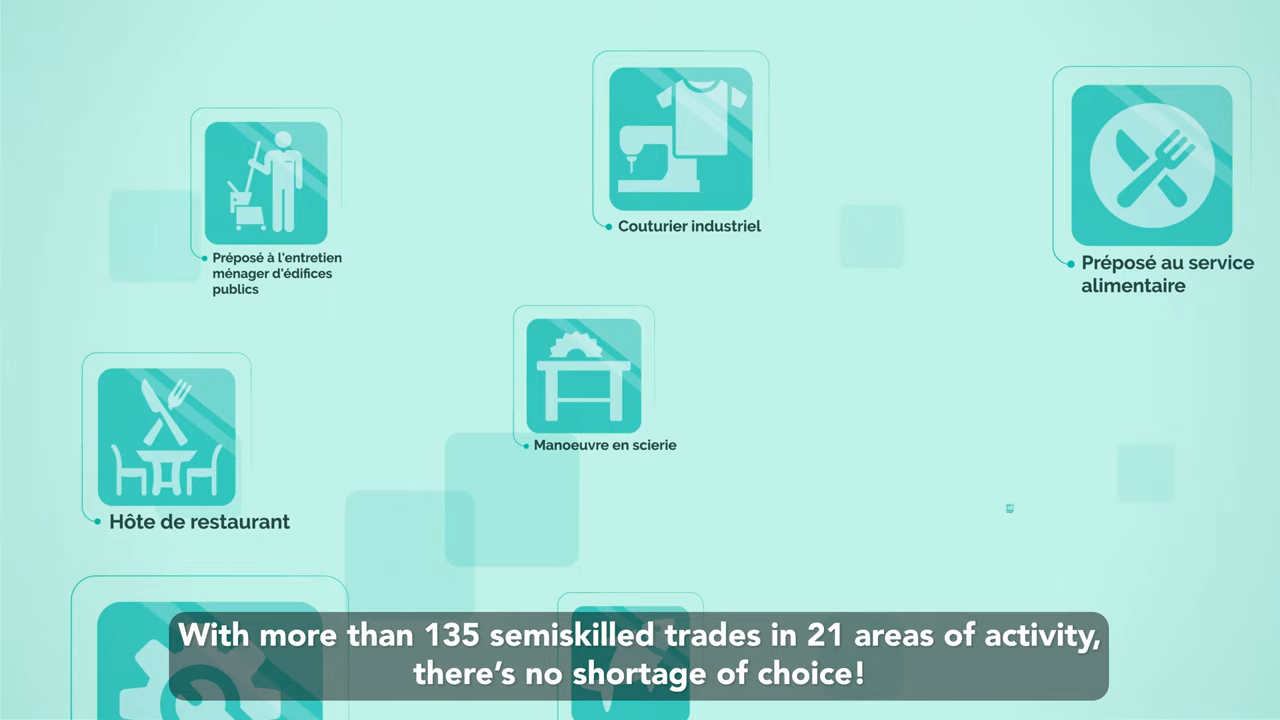 Couturier industriel
Préposé à l'entretien
ménager d'édifices
publics
Préposé au service
alimentaire
Manoeuvre en scierie
Hôte de restaurant
With more than 135 semiskilled trades in 21 areas of activity,
there's no shortage of choice!